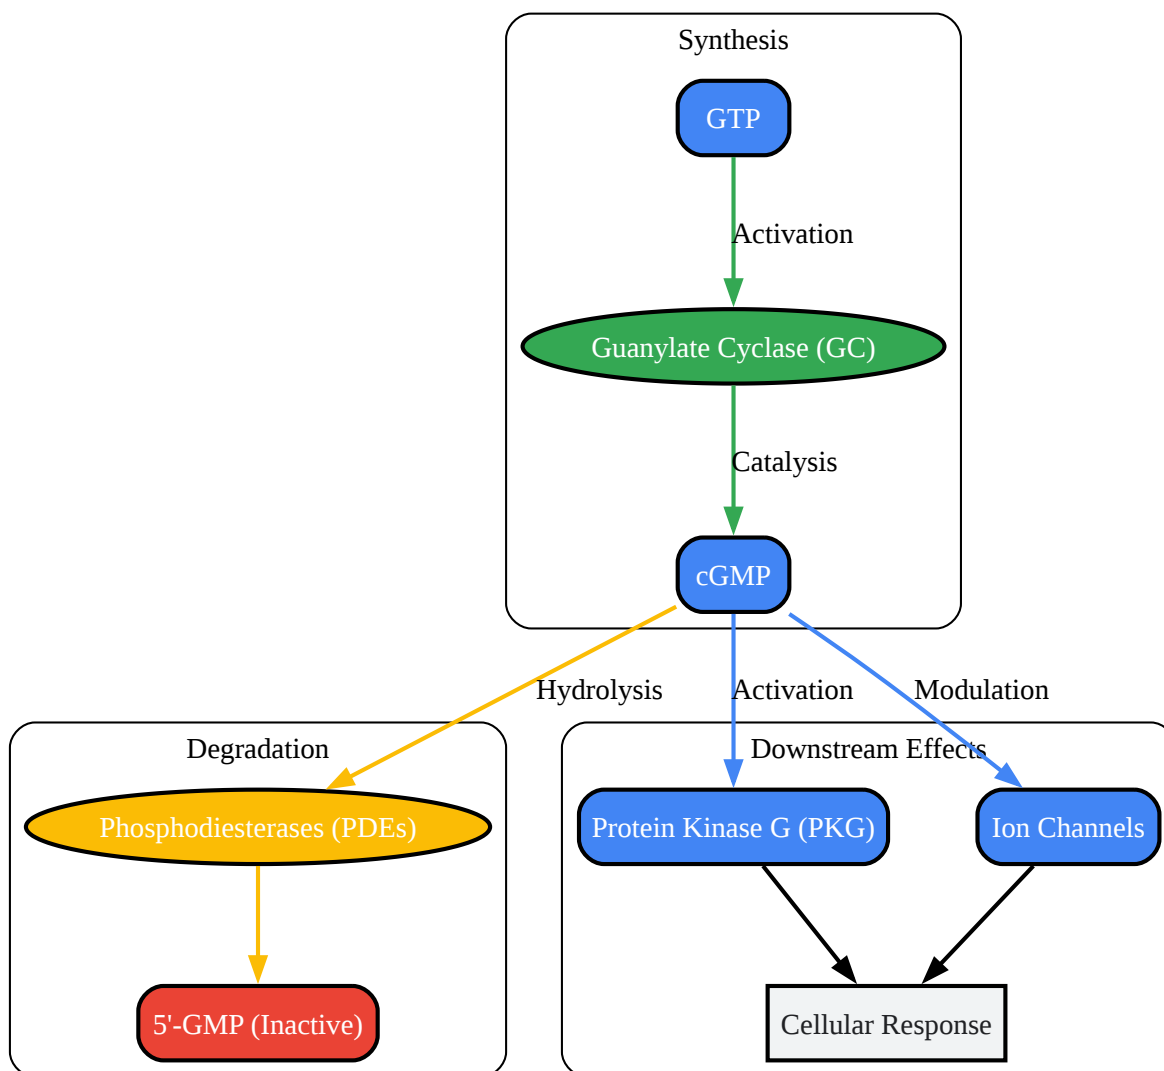 Synthesis
GTP
Activation
Guanylate Cyclase (GC)
Catalysis
cGMP
Hydrolysis
Activation
Modulation
Degradation
Downstream Effects
Phosphodiesterases (PDEs)
Protein Kinase G (PKG)
Ion Channels
5'-GMP (Inactive)
Cellular Response